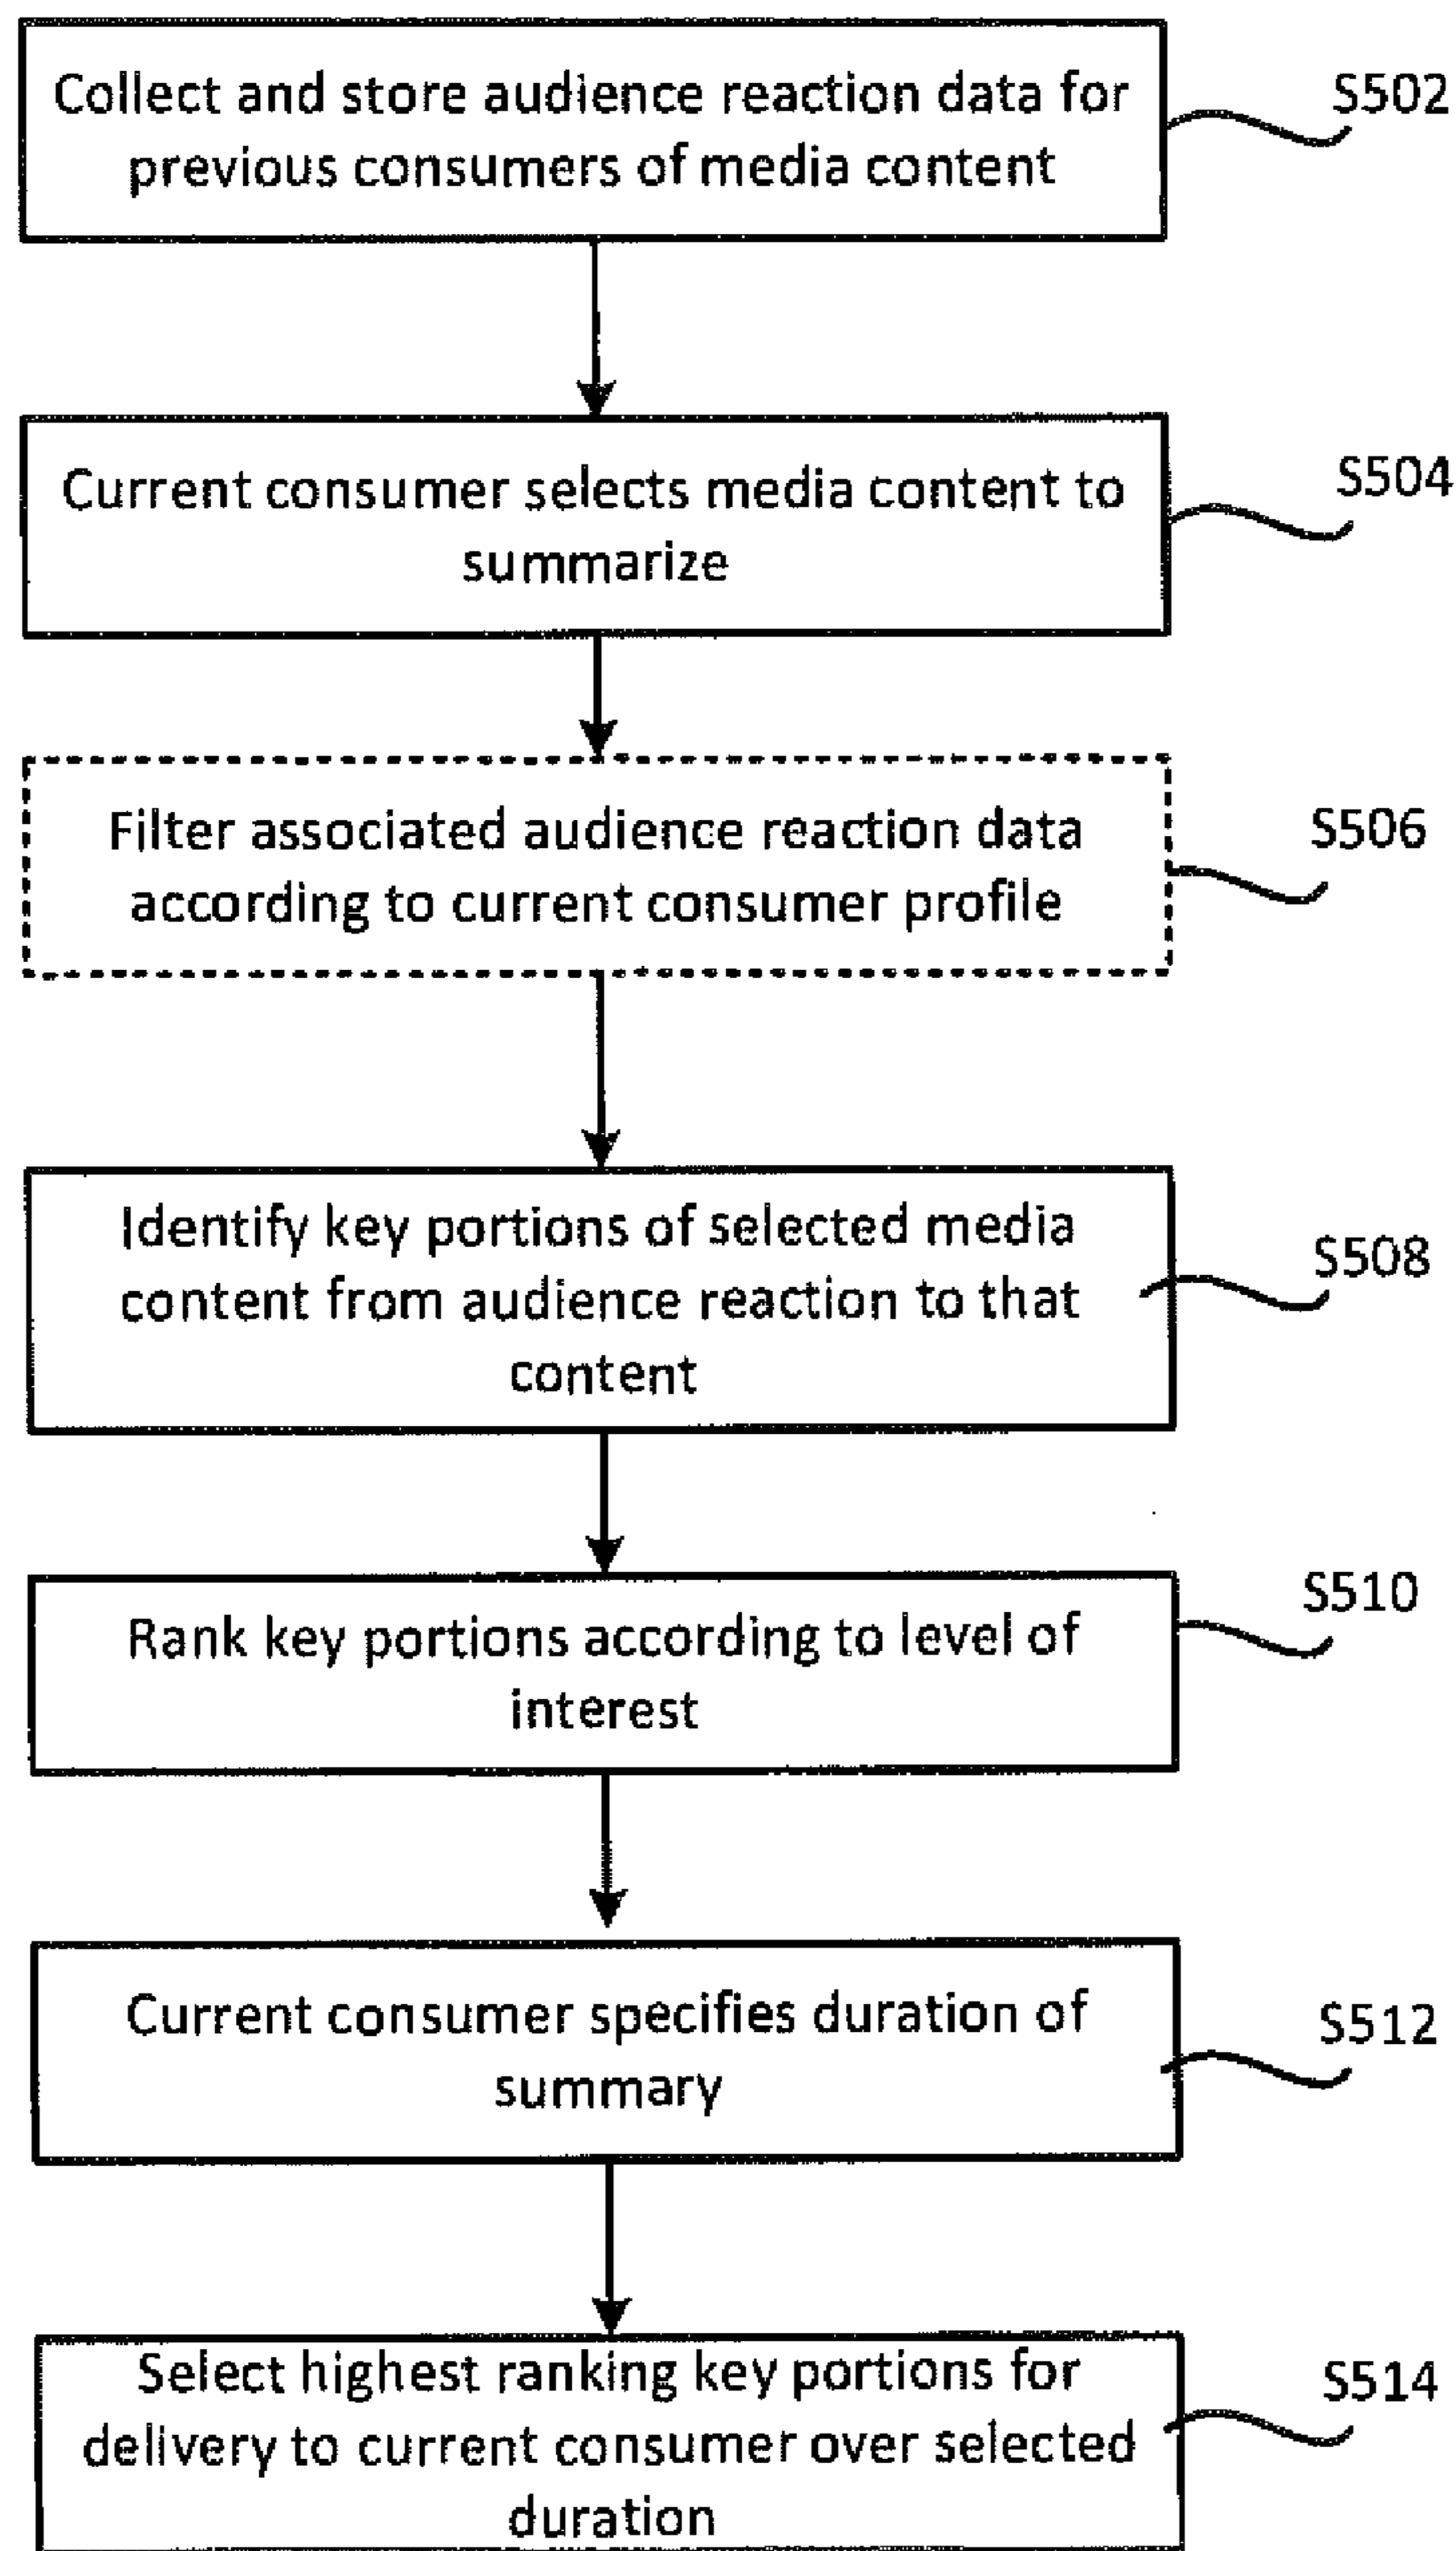 Collect and store audience reaction data for
previous consumers of media content
S502
Current consumer selects media content to
summarize
S504
Filter associated audience reaction data
according to current consumer profile
S506
Identify key portions of selected media
content from audience reaction to that
content
S508
Rank key portions according to level of
interest
S510
Current consumer specifies duration of
summary
S512
Select highest ranking key portions for
delivery to current consumer over selected
duration
S514